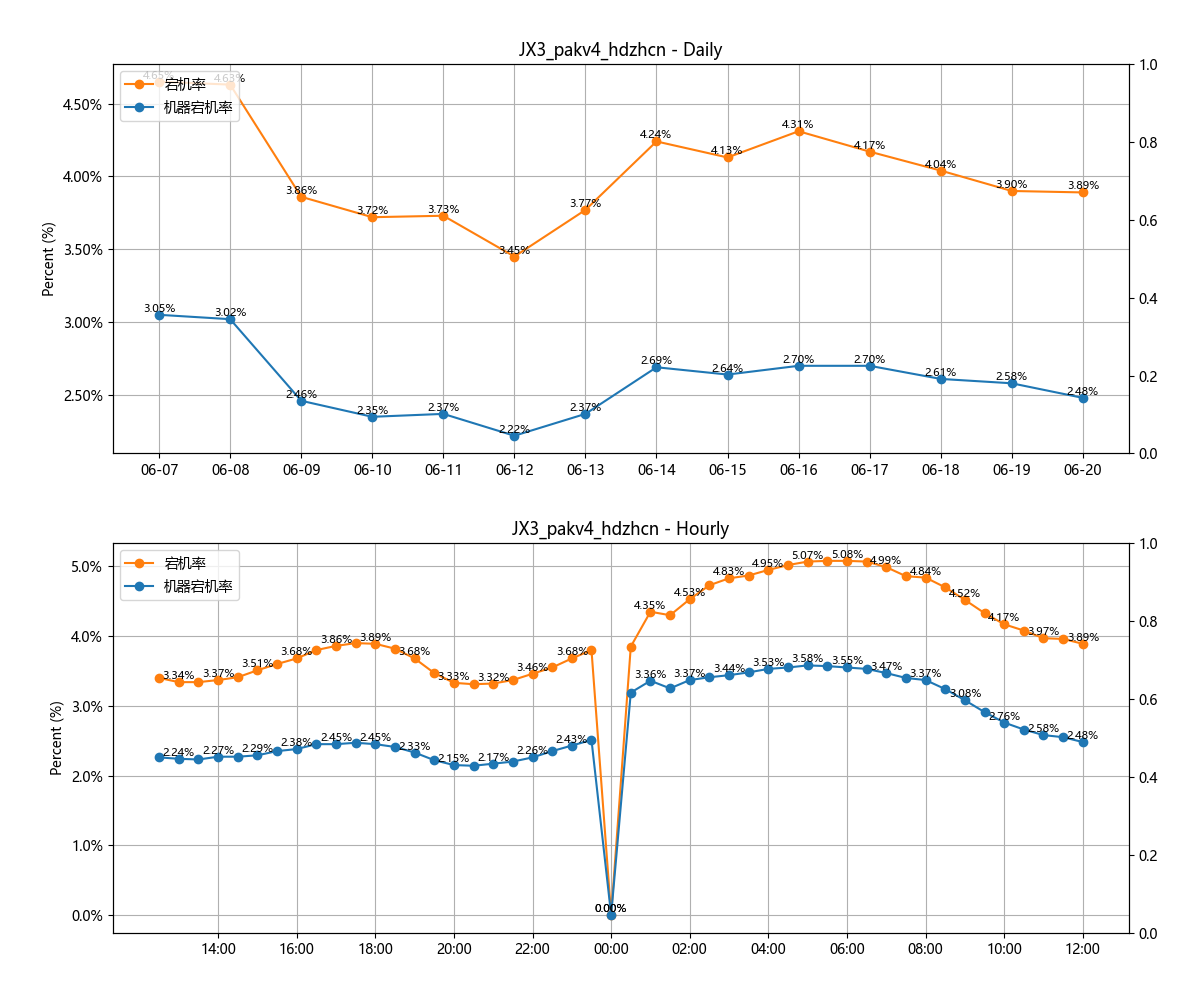 JX3_pakv4_hdzhcn - Daily
宕机率
机器宕机率
Percent (%)
4.50%
4.00%
3.50%
3.00%
2.50%
1.0
0.8
0.6
0.4
0.2
0.0
4.65% 4.63% 3.86% 3.72% 3.73% 3.45% 3.77% 4.24% 4.13% 4.31% 4.17% 4.04% 3.90% 3.89%
3.05% 3.02% 2.46% 2.35% 2.37% 2.22% 2.37% 2.69% 2.64% 2.70% 2.70% 2.61% 2.58% 2.48%
06-07 06-08 06-09 06-10 06-11 06-12 06-13 06-14 06-15 06-16 06-17 06-18 06-19 06-20
JX3_pakv4_hdzhcn - Hourly
宕机率
机器宕机率
Percent (%)
5.0%
4.0%
3.0%
2.0%
1.0%
0.0%
1.0
0.8
0.6
0.4
0.2
0.0
3.34% 3.37% 3.51% 3.68% 3.86% 3.89% 3.68% 3.33% 3.32% 3.46% 3.68% 0.00% 4.35% 4.53% 4.83% 4.95% 5.07% 5.08% 4.99% 4.84% 4.52% 4.17% 3.97% 3.89%
2.24% 2.27% 2.29% 2.38% 2.45% 2.45% 2.33% 2.15% 2.17% 2.26% 2.43% 0.00% 3.36% 3.37% 3.44% 3.53% 3.58% 3.55% 3.47% 3.37% 3.08% 2.76% 2.58% 2.48%
14:00 16:00 18:00 20:00 22:00 00:00 02:00 04:00 06:00 08:00 10:00 12:00